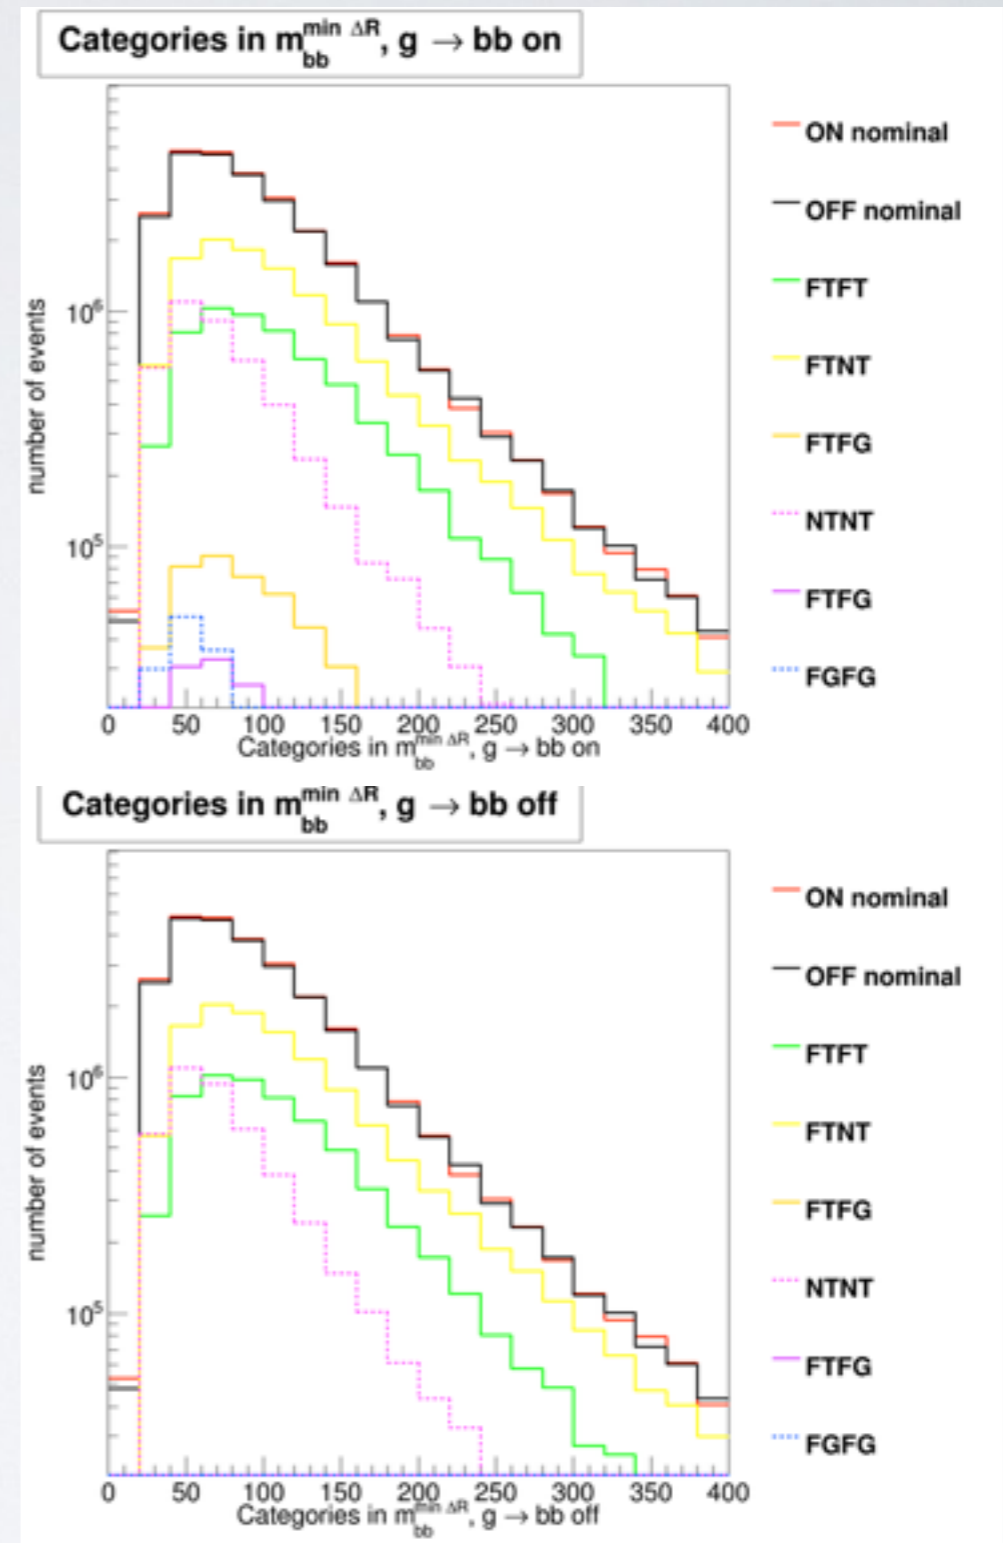 Categories in m_bb^min ΔR, g → bb on
ON nominal
OFF nominal
FTFT
FTNT
FTFG
NTNT
FTFG
FGFG
number of events
10^6
10^5
0 50 100 150 200 250 300 350 400
Categories in m_bb^min ΔR, g → bb on
Categories in m_bb^min ΔR, g → bb off
ON nominal
OFF nominal
FTFT
FTNT
FTFG
NTNT
FTFG
FGFG
number of events
10^6
10^5
0 50 100 150 200 250 300 350 400
Categories in m_bb^min ΔR, g → bb off